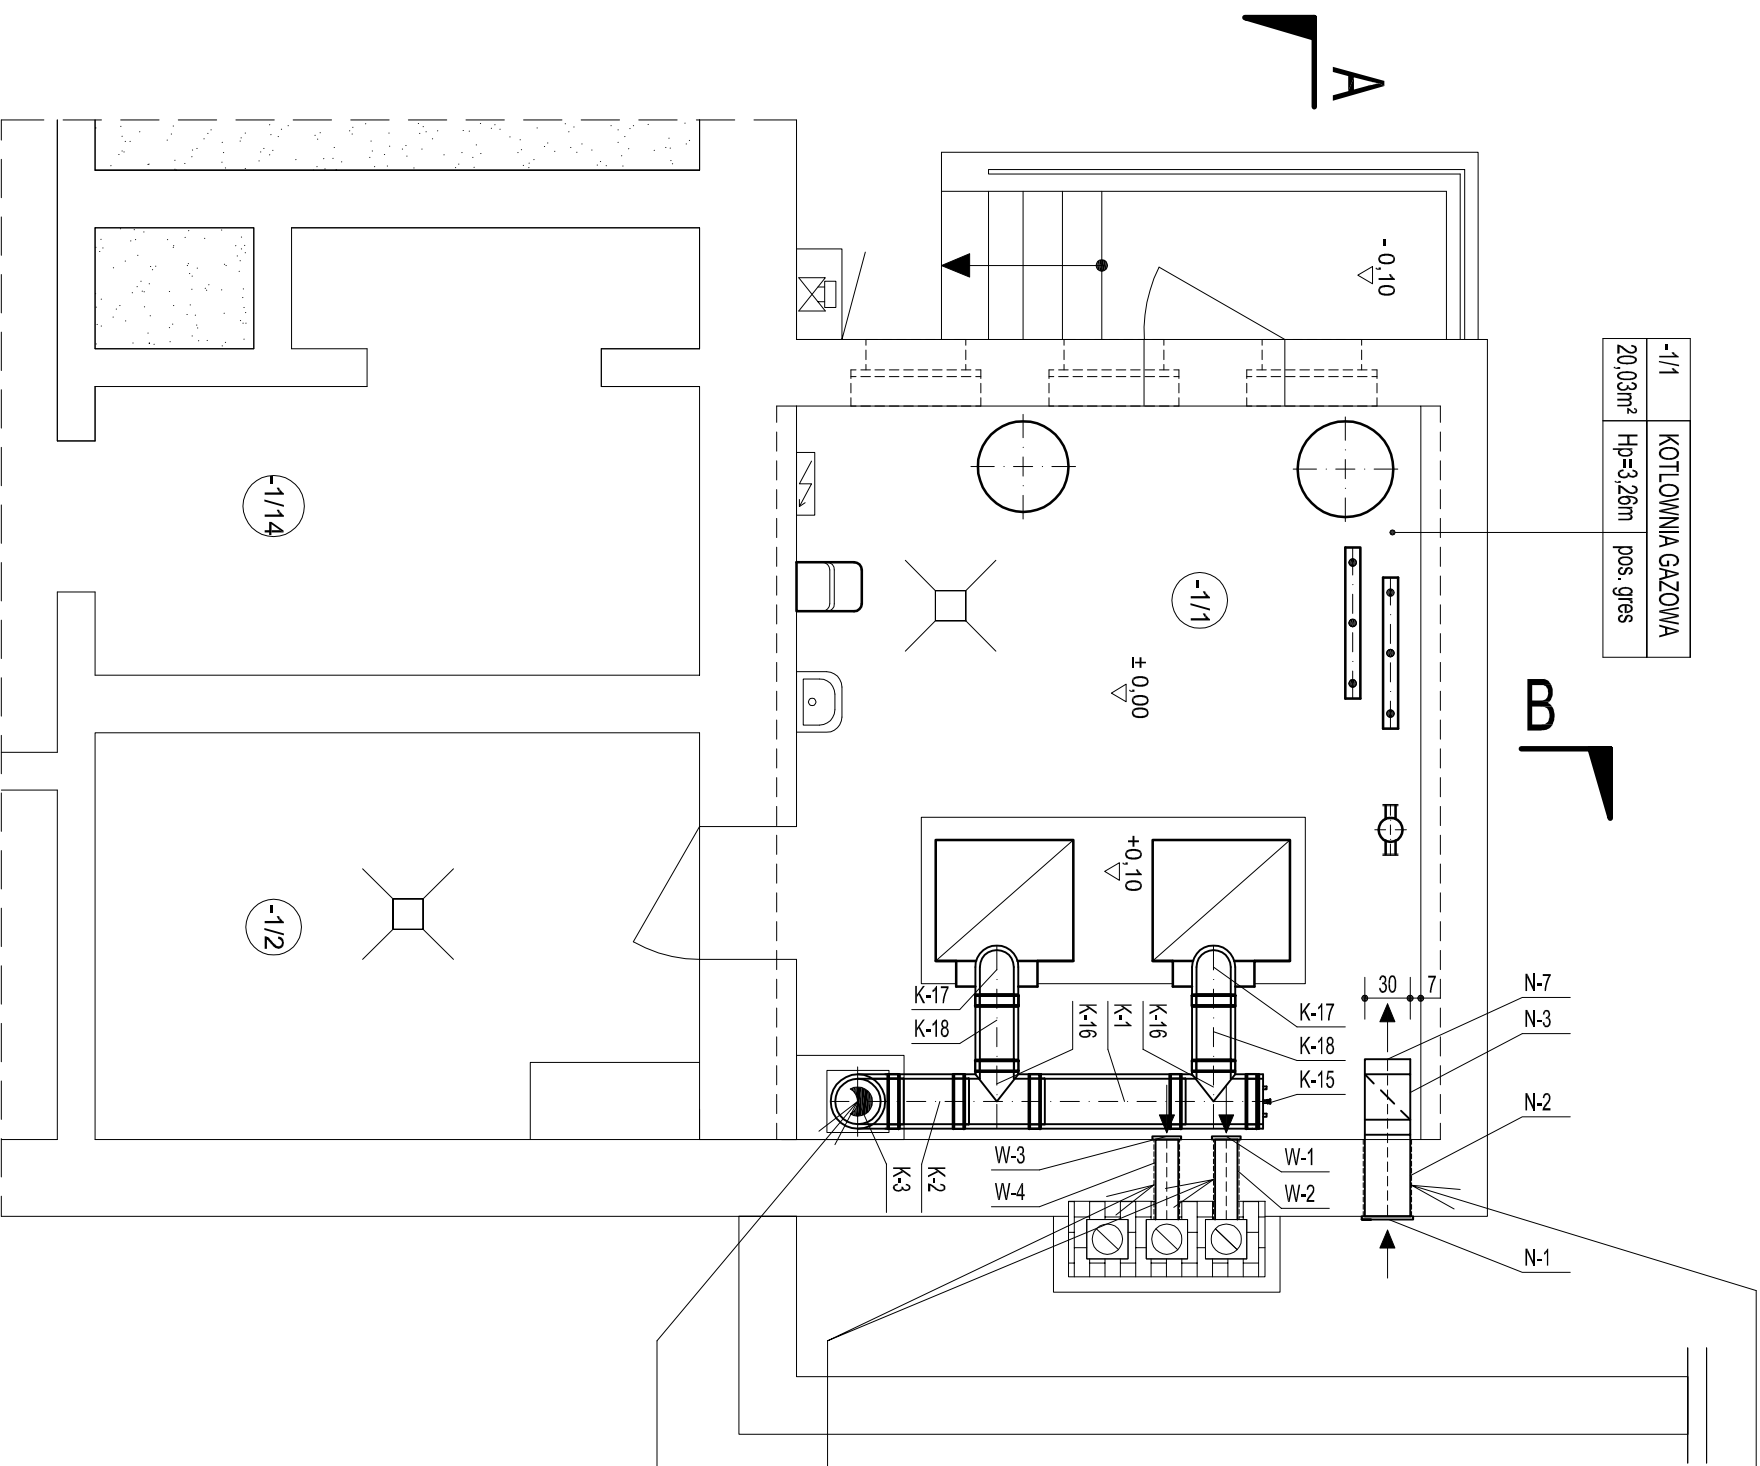 A
- 0,10
-1/1 KOTŁOWNIA GAZOWA
20,03m² Hp=3,26m pos. gres
B
-1/14
-1/1
± 0,00
+0,10
-1/2
30 7
N-7
N-3
N-2
N-1
K-17
K-18
K-16
K-1
K-16
K-17
K-18
K-15
W-3
W-4
W-1
W-2
K-3
K-2